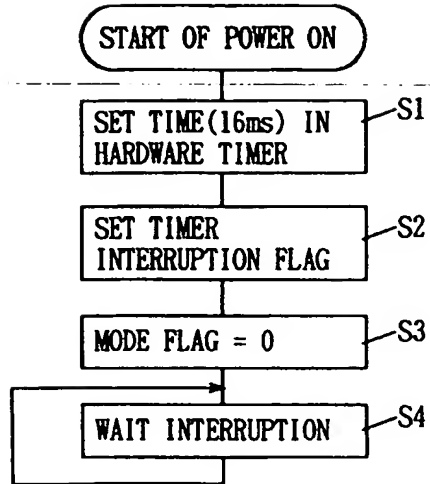 START OF POWER ON
SET TIME(16ms) IN
HARDWARE TIMER
S1
SET TIMER
INTERRUPTION FLAG
S2
MODE FLAG = 0
S3
WAIT INTERRUPTION
S4